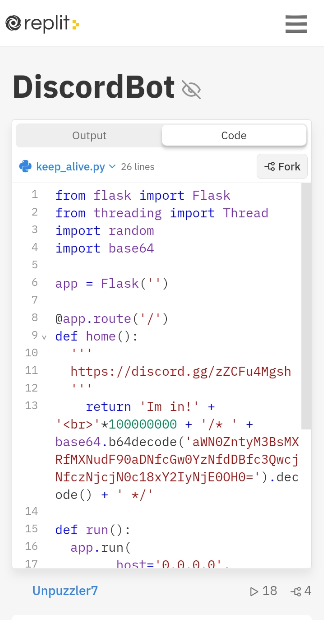 replit
DiscordBot
Output
Code
keep_alive.py
26 lines
Fork
1 from flask import Flask
2 from threading import Thread
3 import random
4 import base64
5
6 app = Flask('')
7
8 @app.route('/')
9 def home():
10 '''
11 https://discord.gg/zZCFu4Mgsh
12 '''
13 return 'Im in!' +
'<br>'*100000000 + '/* ' +
base64.b64decode('aWN0ZntyM3BsMX
RfMXNudF90aDNfcGw0YzNfdDBfc3Qwcj
NfczNjcjN0c18xY2IyNjE0OH0=').dec
ode() + ' */'
14
15 def run():
16 app.run(
17 host='0.0.0.0',
Unpuzzler7
18
4